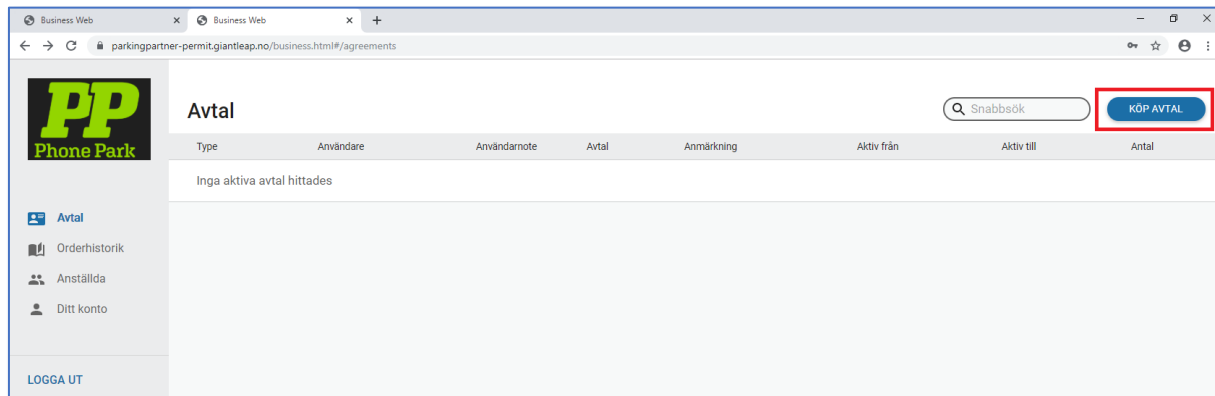 Business Web
Business Web
parkingpartner-permit.giantleap.no/business.html#/agreements
PP
Phone Park
Avtal
Snabbsök
KÖP AVTAL
Type Användare Användarnote Avtal Anmärkning Aktiv från Aktiv till Antal
Inga aktiva avtal hittades
Avtal
Orderhistorik
Anställda
Ditt konto
LOGGA UT